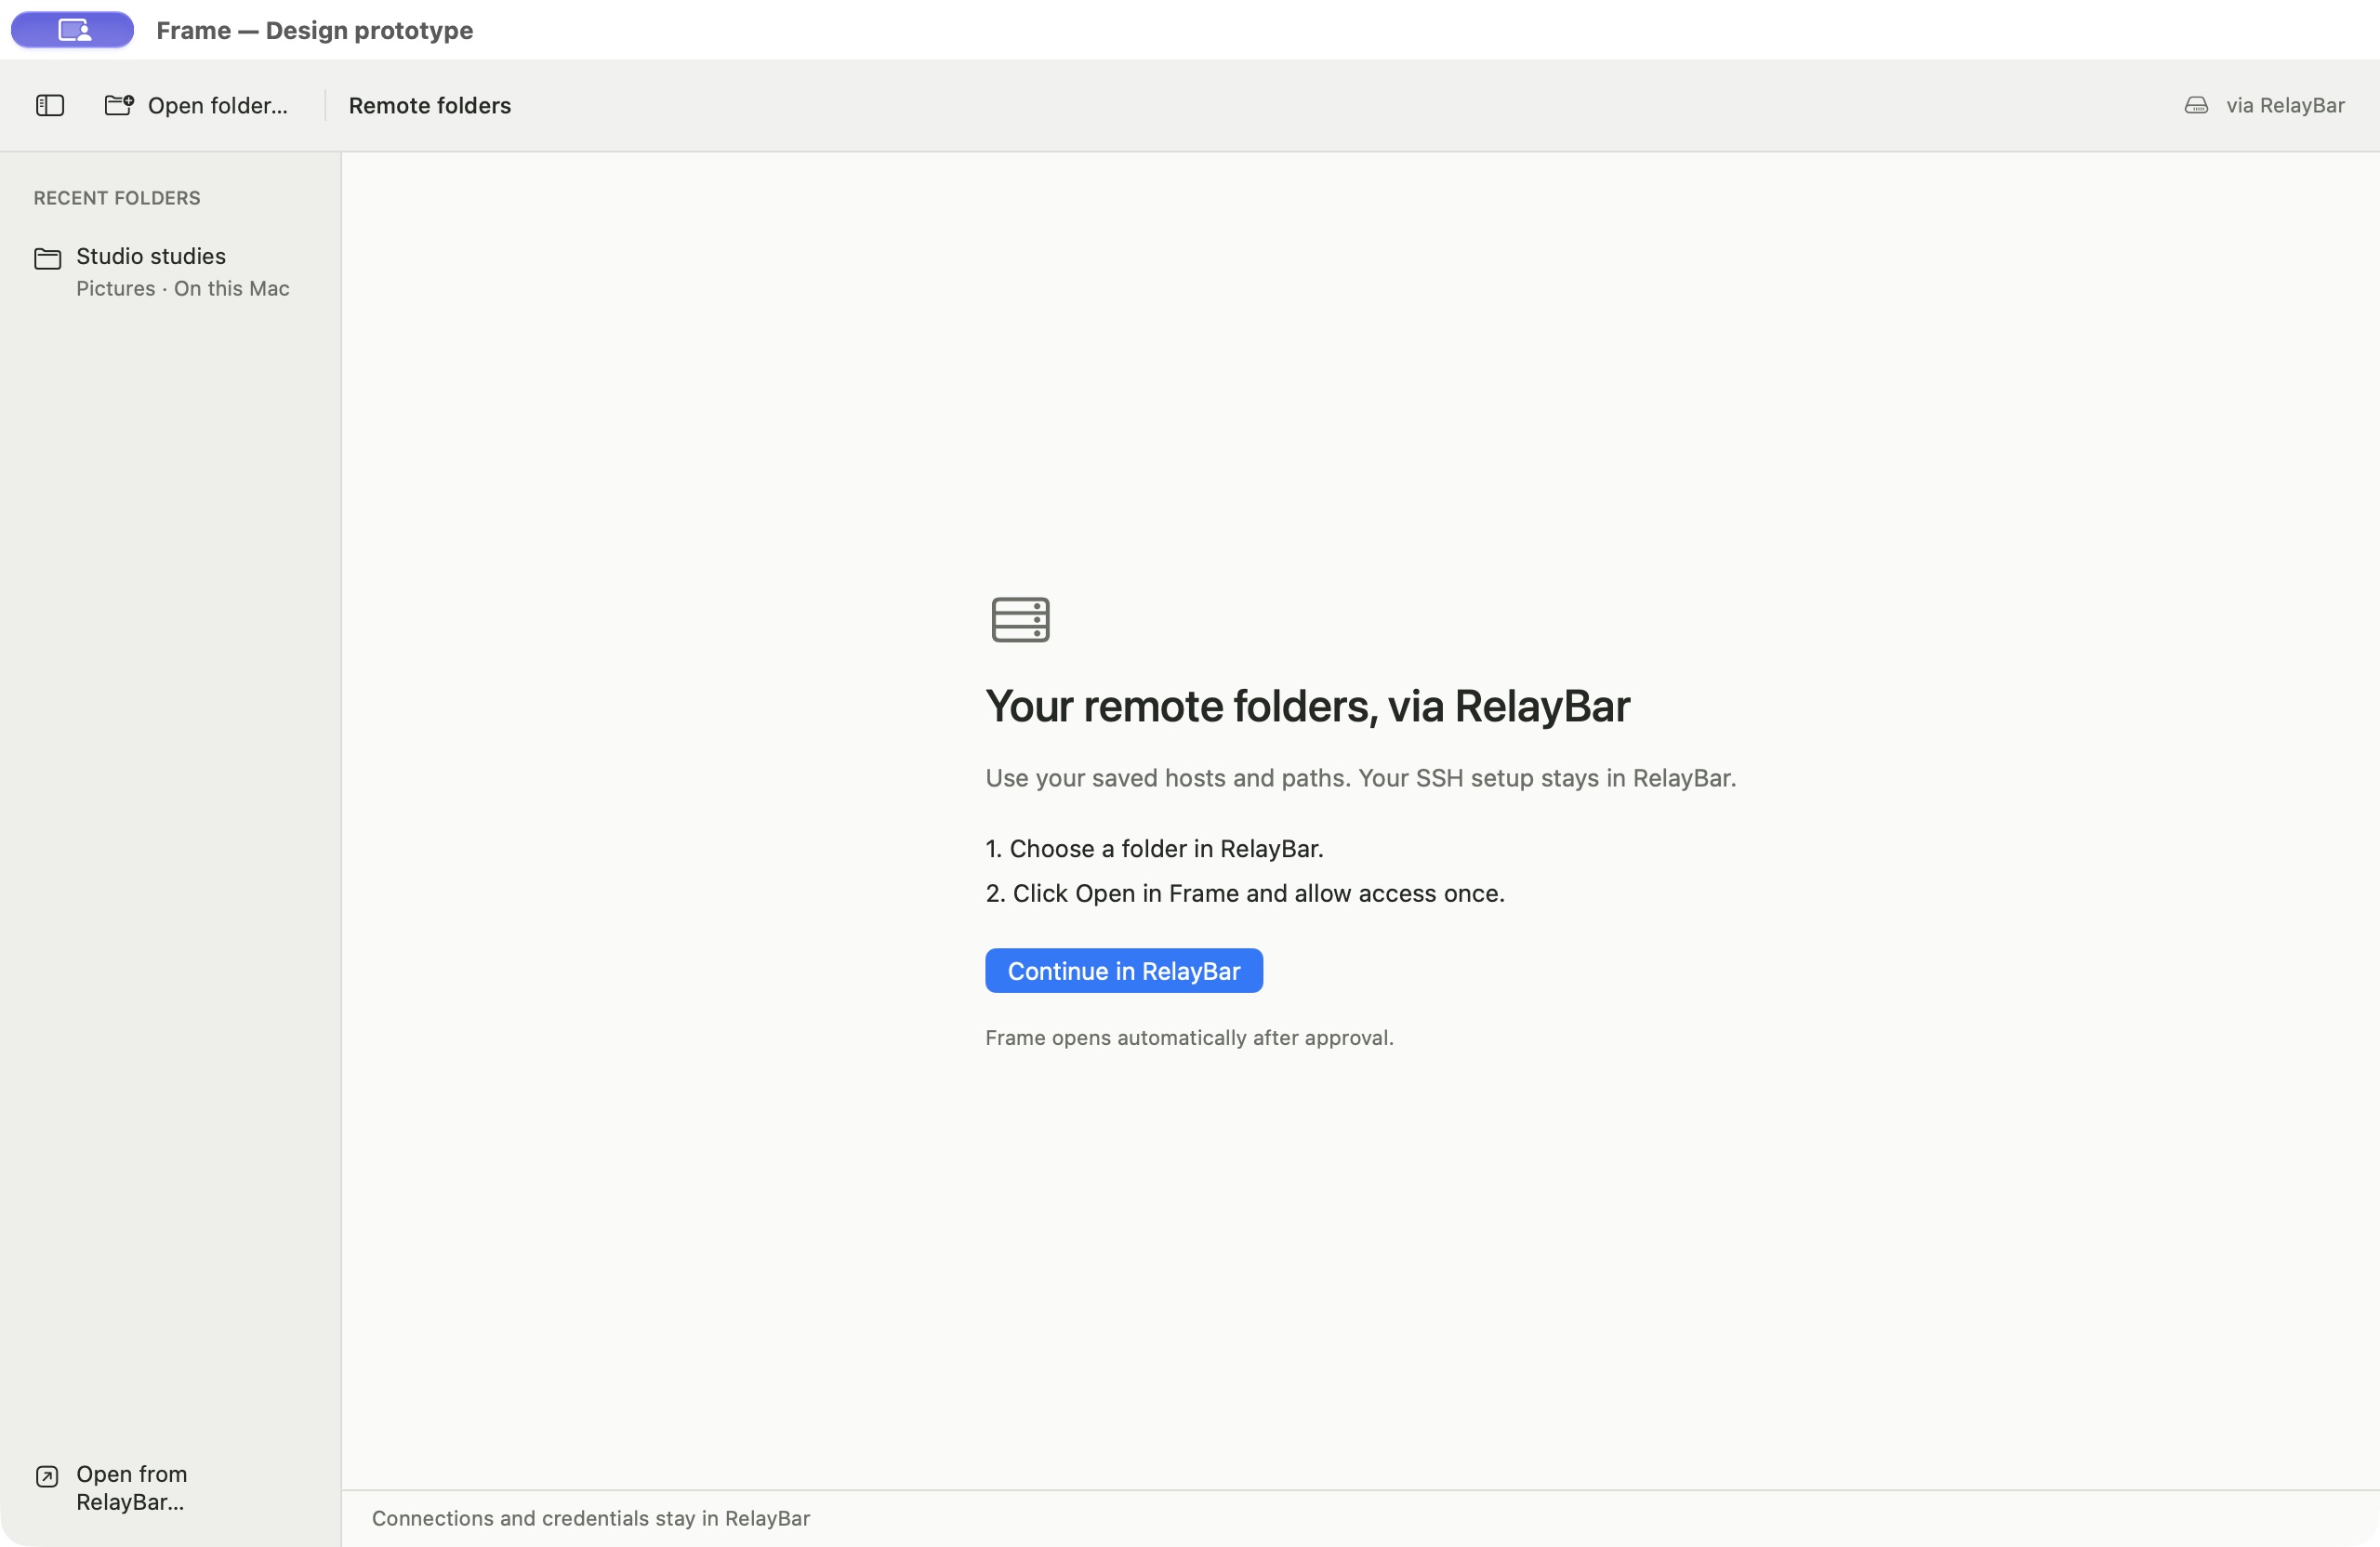 Frame — Design prototype
Open folder...
Remote folders
via RelayBar
RECENT FOLDERS
Studio studies
Pictures · On this Mac
Your remote folders, via RelayBar
Use your saved hosts and paths. Your SSH setup stays in RelayBar.
1. Choose a folder in RelayBar.
2. Click Open in Frame and allow access once.
Continue in RelayBar
Frame opens automatically after approval.
Open from
RelayBar...
Connections and credentials stay in RelayBar